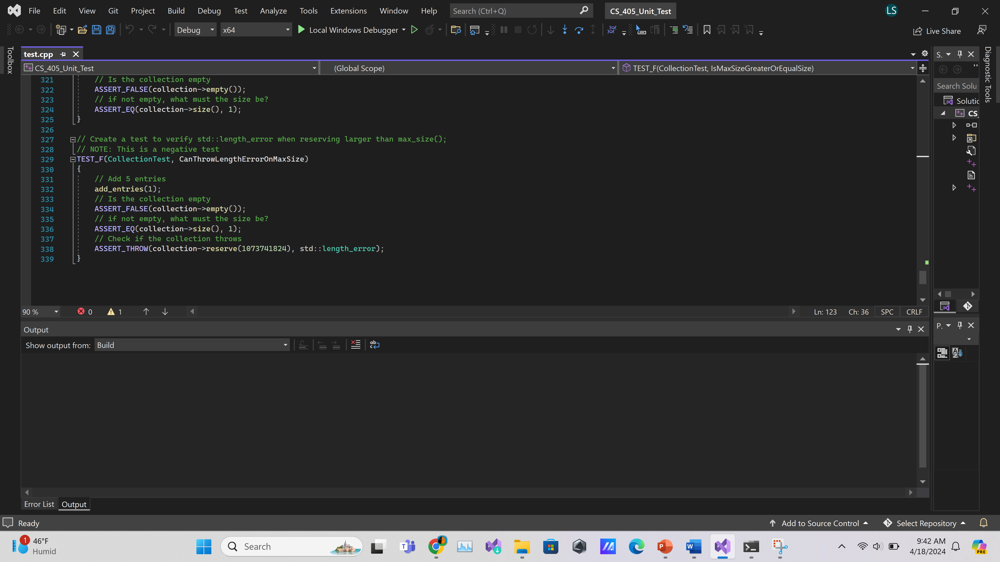 File Edit View Git Project Build Debug Test Analyze Tools Extensions Window Help Search (Ctrl+Q) CS_405_Unit_Test LS
Debug x64 Local Windows Debugger Live Share
Toolbox
test.cpp
CS_405_Unit_Test (Global Scope) TEST_F(CollectionTest, IsMaxSizeGreaterOrEqualSize)
321 // Is the collection empty
322 ASSERT_FALSE(collection->empty());
323 // if not empty, what must the size be?
324 ASSERT_EQ(collection->size(), 1);
325 }
326
327 // Create a test to verify std::length_error when reserving larger than max_size();
328 // NOTE: This is a negative test
329 TEST_F(CollectionTest, CanThrowLengthErrorOnMaxSize)
330 {
331 // Add 5 entries
332 add_entries(1);
333 // Is the collection empty
334 ASSERT_FALSE(collection->empty());
335 // if not empty, what must the size be?
336 ASSERT_EQ(collection->size(), 1);
337 // Check if the collection throws
338 ASSERT_THROW(collection->reserve(1073741824), std::length_error);
339 }
90 % 0 1 Ln: 123 Ch: 36 SPC CRLF
S.
Search Solu
Solutic
CS_
P.
Diagnostic Tools
Output
Show output from: Build
Error List Output
Ready Add to Source Control Select Repository
1 46°F
Humid
Search
9:42 AM
4/18/2024
PRE